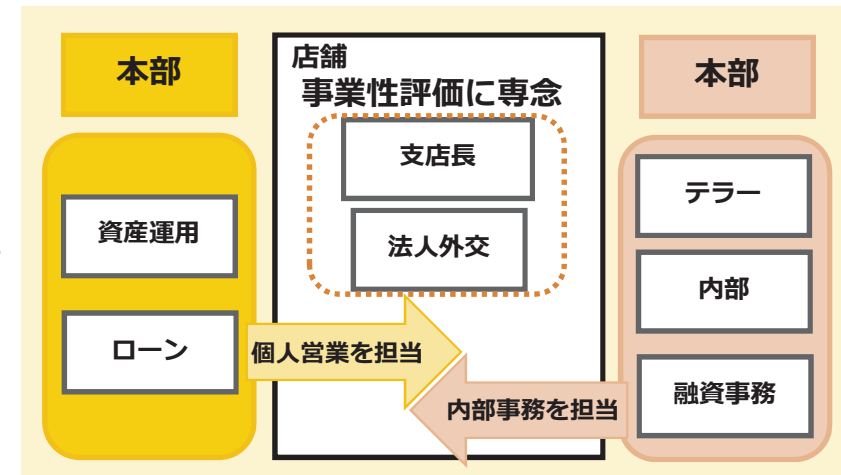 本部
資産運用
ローン
店舗
事業性評価に専念
支店長
法人外交
個人営業を担当
内部事務を担当
本部
テラー
内部
融資事務